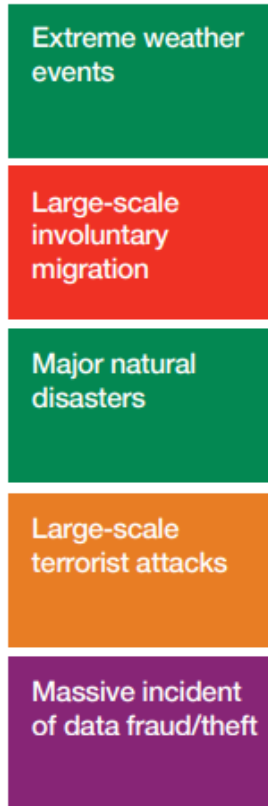 Extreme weather
events
Large-scale
involuntary
migration
Major natural
disasters
Large-scale
terrorist attacks
Massive incident
of data fraud/theft